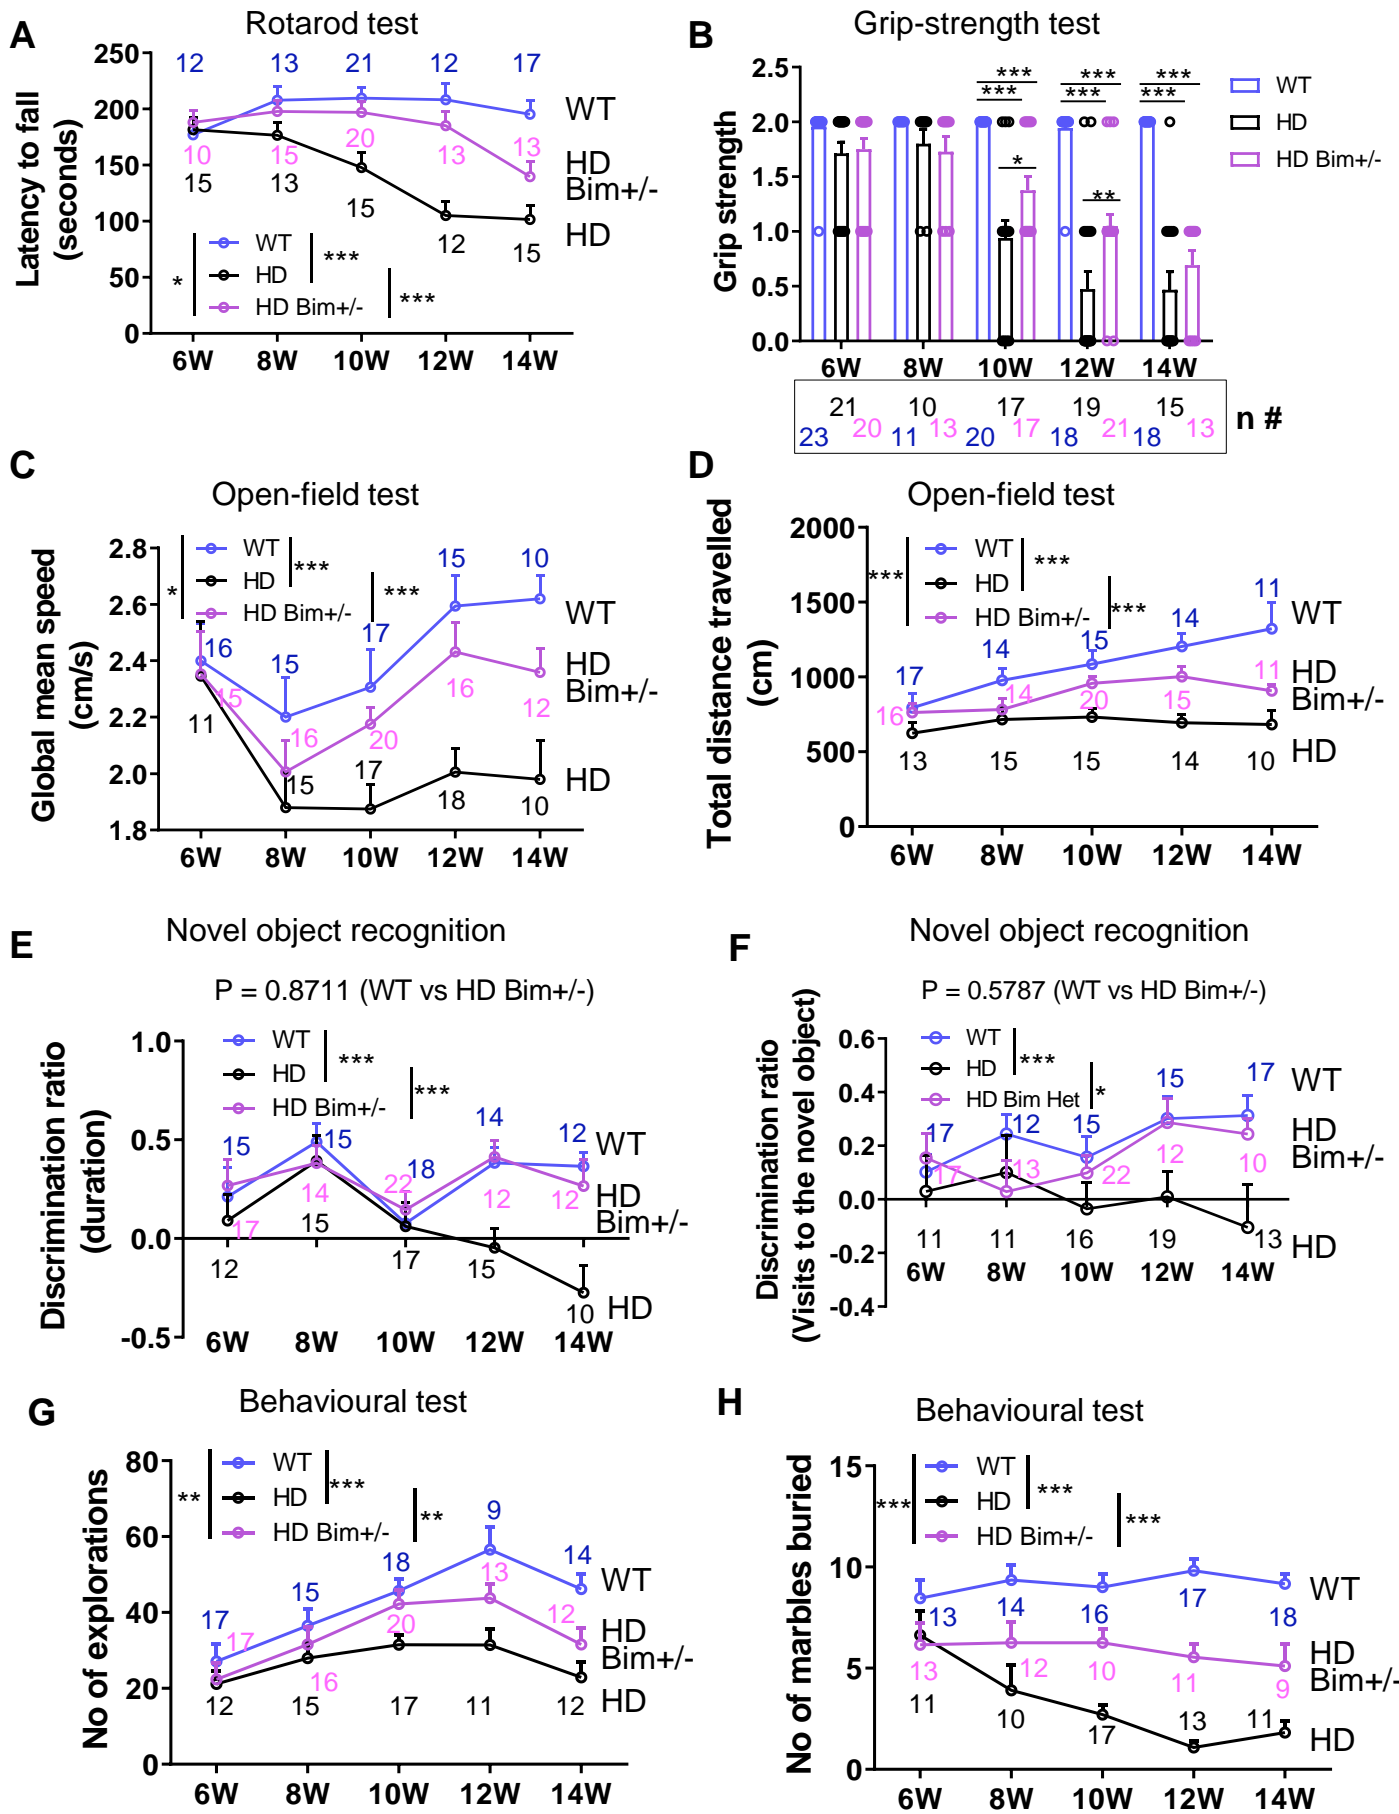 A
Rotarod test
Latency to fall
(seconds)
250
200
150
100
50
0
12
13
21
12
17
10
15
20
13
13
15
13
15
12
15
WT
HD
Bim+/-
HD
WT
HD
HD Bim+/-
*
***
***
6W
8W
10W
12W
14W
B
Grip-strength test
Grip strength
2.5
2.0
1.5
1.0
0.5
0.0
***
***
*
***
***
**
***
***
WT
HD
HD Bim+/-
6W
8W
10W
12W
14W
21
10
17
19
15
23
20
11
13
20
17
18
21
18
13
n #
C
Open-field test
Global mean speed
(cm/s)
2.8
2.6
2.4
2.2
2.0
1.8
WT
HD
HD Bim+/-
*
***
***
16
15
17
15
10
15
16
20
16
12
11
15
17
18
10
WT
HD
Bim+/-
HD
6W
8W
10W
12W
14W
D
Open-field test
Total distance travelled
(cm)
2000
1500
1000
500
0
WT
HD
HD Bim+/-
***
***
***
17
14
15
14
11
16
14
20
15
11
13
15
15
14
10
WT
HD
Bim+/-
HD
6W
8W
10W
12W
14W
E
Novel object recognition
P = 0.8711 (WT vs HD Bim+/-)
Discrimination ratio
(duration)
1.0
0.5
0.0
-0.5
WT
HD
HD Bim+/-
***
***
15
15
18
14
12
17
14
22
12
12
12
15
17
15
10
WT
HD
Bim+/-
HD
6W
8W
10W
12W
14W
F
Novel object recognition
P = 0.5787 (WT vs HD Bim+/-)
Discrimination ratio
(Visits to the novel object)
0.6
0.4
0.2
0.0
-0.2
-0.4
WT
HD
HD Bim Het
***
*
17
12
15
15
17
17
13
22
12
10
11
11
16
19
13
WT
HD
Bim+/-
HD
6W
8W
10W
12W
14W
G
Behavioural test
No of explorations
80
60
40
20
0
WT
HD
HD Bim+/-
**
***
**
17
15
18
9
14
17
16
20
13
12
12
15
17
11
12
WT
HD
Bim+/-
HD
6W
8W
10W
12W
14W
H
Behavioural test
No of marbles buried
15
10
5
0
WT
HD
HD Bim+/-
***
***
***
13
14
16
17
18
13
12
10
11
9
11
10
17
13
11
WT
HD
Bim+/-
HD
6W
8W
10W
12W
14W